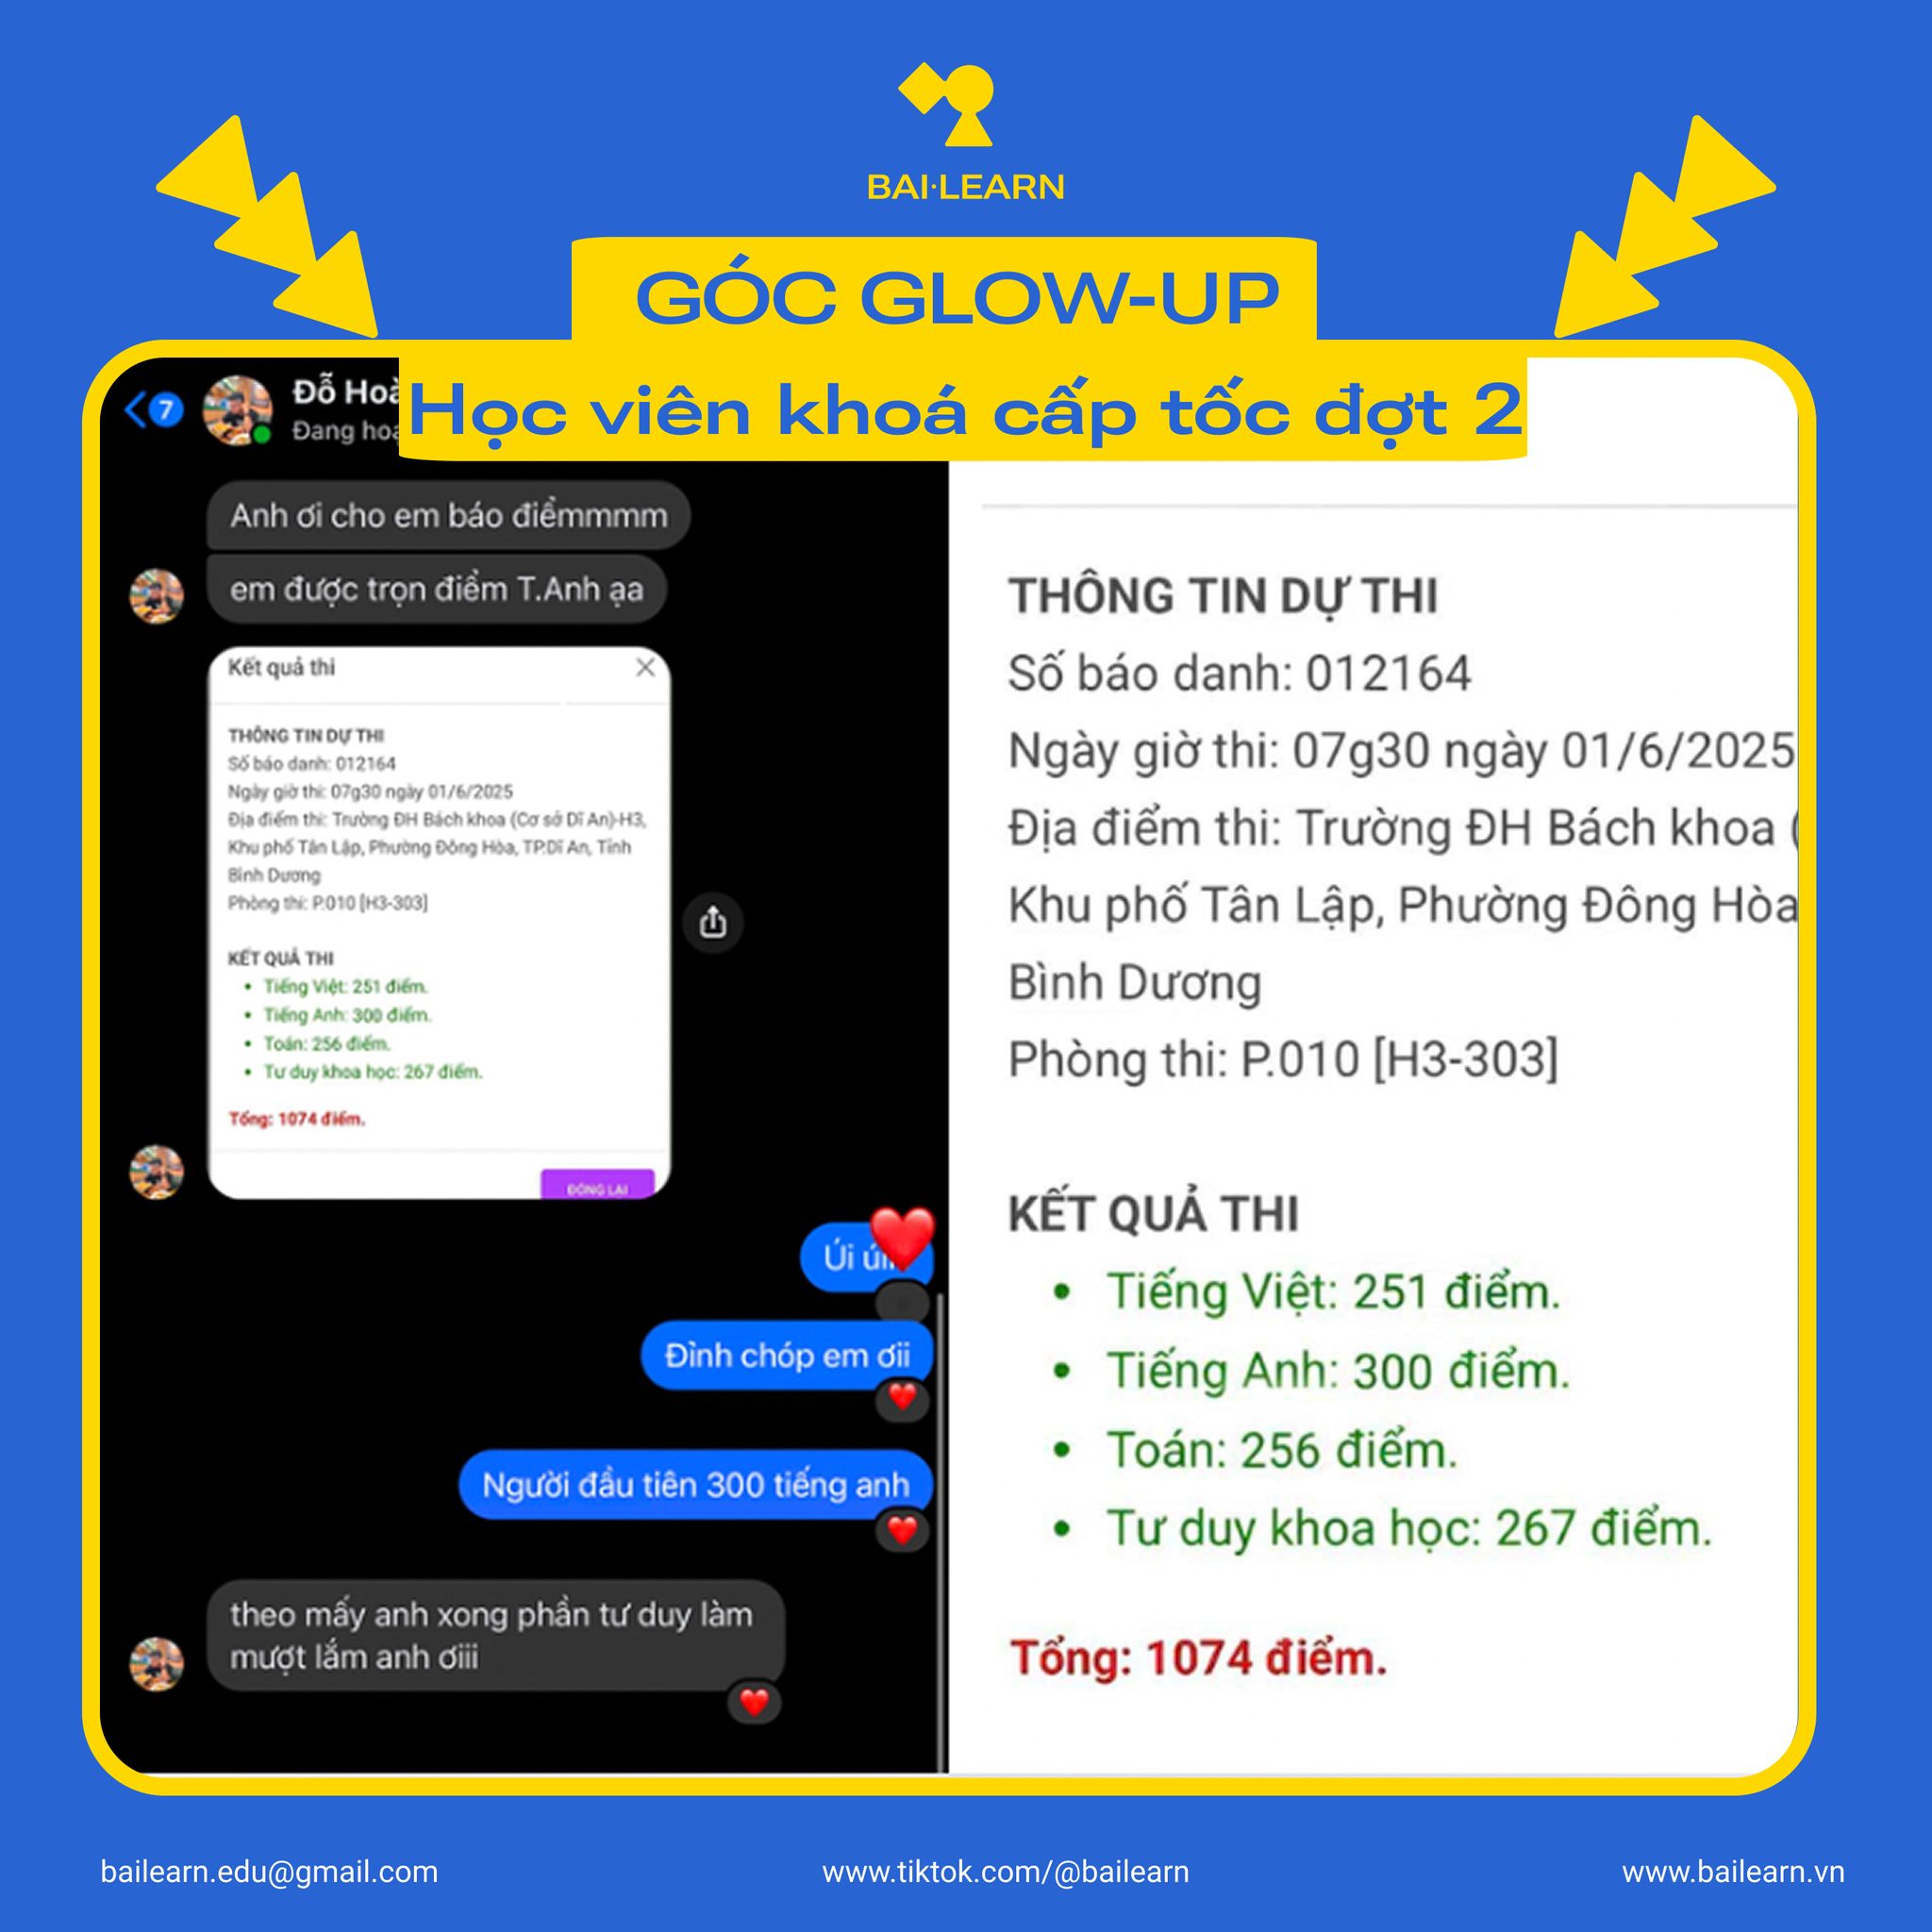 BAI·LEARN
GÓC GLOW-UP
Học viên khoá cấp tốc đợt 2
7
Đỗ
Đang
Anh ơi cho em báo điểmmmm
em được trọn điểm T.Anh ạa
Kết quả thi
THÔNG TIN DỰ THI
Số báo danh: 012164
Ngày giờ thi: 07g30 ngày 01/6/2025
Địa điểm thi: Trường ĐH Bách khoa (Cơ sở Dĩ An)-H3,
Khu phố Tân Lập, Phường Đông Hòa, TP.Dĩ An, Tỉnh
Bình Dương
Phòng thi: P.010 [H3-303]
KẾT QUẢ THI
• Tiếng Việt: 251 điểm.
• Tiếng Anh: 300 điểm.
• Toán: 256 điểm.
• Tư duy khoa học: 267 điểm.
Tổng: 1074 điểm.
ĐÓNG LẠI
Úi
Đỉnh chóp em ơii
Người đầu tiên 300 tiếng anh
theo mấy anh xong phần tư duy làm
mượt lắm anh ơiii
THÔNG TIN DỰ THI
Số báo danh: 012164
Ngày giờ thi: 07g30 ngày 01/6/2025
Địa điểm thi: Trường ĐH Bách khoa (
Khu phố Tân Lập, Phường Đông Hòa
Bình Dương
Phòng thi: P.010 [H3-303]
KẾT QUẢ THI
• Tiếng Việt: 251 điểm.
• Tiếng Anh: 300 điểm.
• Toán: 256 điểm.
• Tư duy khoa học: 267 điểm.
Tổng: 1074 điểm.
bailearn.edu@gmail.com
www.tiktok.com/@bailearn
www.bailearn.vn